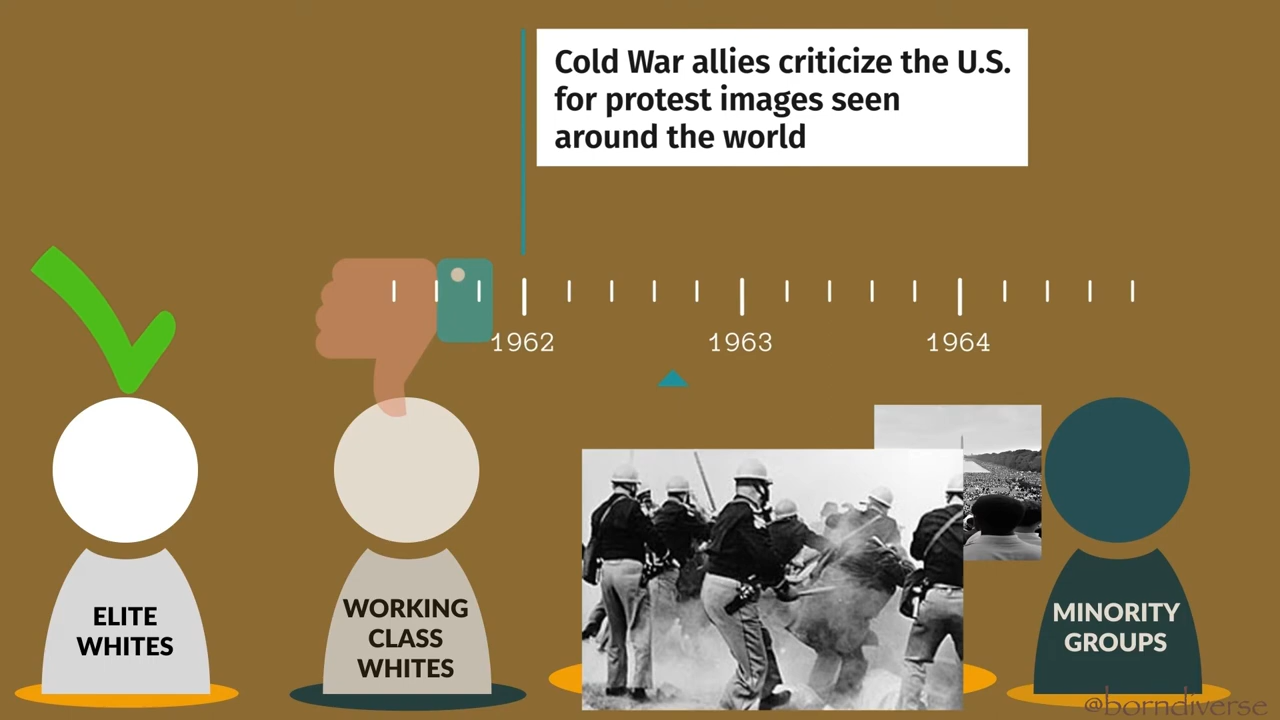 Cold War allies criticize the U.S.
for protest images seen
around the world
1962
1963
1964
ELITE
WHITES
WORKING
CLASS
WHITES
MINORITY
GROUPS
@borndiverse